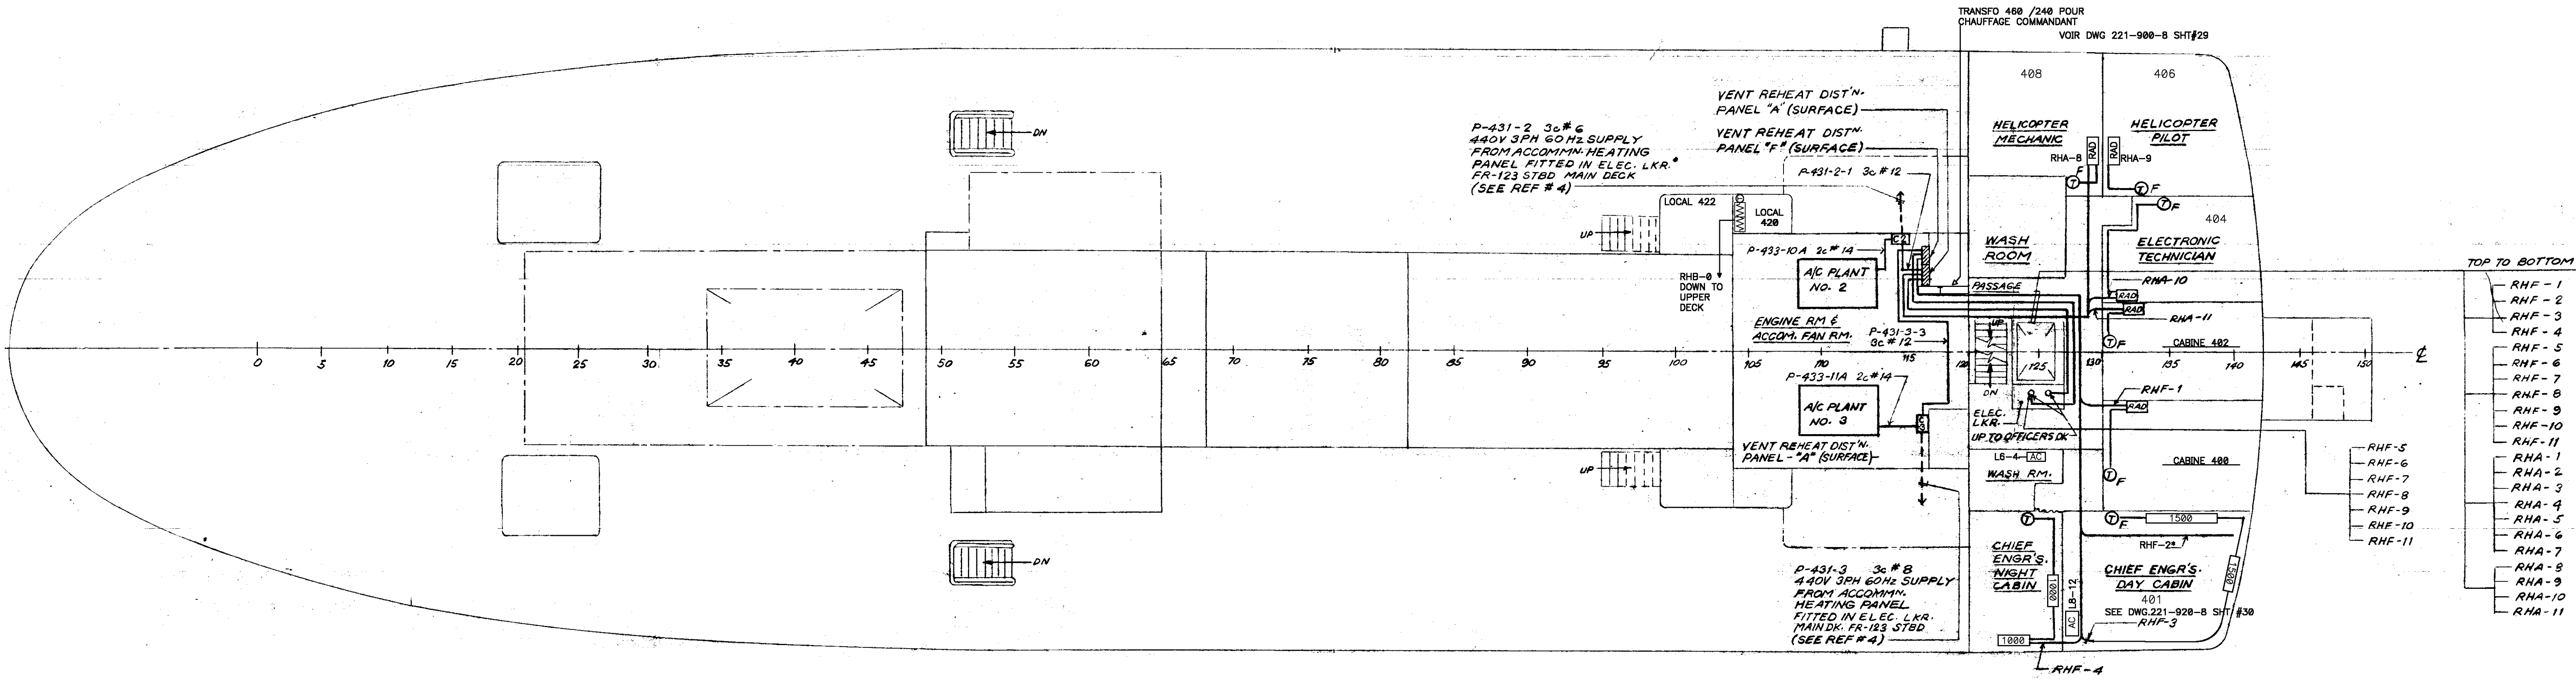 TRANSFO 460 /240 POUR
CHAUFFAGE COMMANDANT
VOIR DWG 221-900-8 SHT#29
408
406
VENT REHEAT DIST'N.
PANEL "A" (SURFACE)
VENT REHEAT DISTN.
PANEL "F" (SURFACE)
P-431-2 3c#6
440V 3PH 60HZ SUPPLY
FROM ACCOMMN. HEATING
PANEL FITTED IN ELEC. LKR.
FR-123 STBD MAIN DECK
(SEE REF #4)
P-431-2-1 3c#12
HELICOPTER
MECHANIC
HELICOPTER
PILOT
RHA-8
RAD
RAD
RHA-9
F
T
T
F
T
F
DN
LOCAL 422
LOCAL
420
404
UP
P-433-10A 2c#14
WASH
ROOM
ELECTRONIC
TECHNICIAN
A/C PLANT
NO. 2
RHB-0
DOWN TO
UPPER
DECK
PASSAGE
RHA-10
RAD
RAD
RHA-11
ENGINE RM &
ACCOM. FAN RM.
P-431-3-3
3c#12
UP
T
F
CABINE 402
0
5
10
15
20
25
30
35
40
45
50
55
60
65
70
75
80
85
90
95
100
105
110
115
120
125
130
135
140
145
150
P-433-11A 2c#14
DN
RHF-1
RAD
A/C PLANT
NO. 3
ELEC.
LKR.
UP TO OFFICERS DK
VENT REHEAT DIST'N.
PANEL-"A" (SURFACE)
L6-4
AC
UP
WASH RM.
T
F
CABINE 400
T
T
F
1500
RHF-2*
CHIEF
ENGR'S.
NIGHT
CABIN
1000
CHIEF ENGR'S.
DAY CABIN
401
SEE DWG.221-920-8 SHT #30
1500
DN
P-431-3 3c#8
440V 3PH 60HZ SUPPLY
FROM ACCOMMN.
HEATING PANEL
FITTED IN ELEC. LKR.
MAIN DK. FR-123 STBD
(SEE REF #4)
AC
L8-12
RHF-3
1000
RHF-4
RHF-5
RHF-6
RHF-7
RHF-8
RHF-9
RHF-10
RHF-11
TOP TO BOTTOM
RHF-1
RHF-2
RHF-3
RHF-4
RHF-5
RHF-6
RHF-7
RHF-8
RHF-9
RHF-10
RHF-11
RHA-1
RHA-2
RHA-3
RHA-4
RHA-5
RHA-6
RHA-7
RHA-8
RHA-9
RHA-10
RHA-11